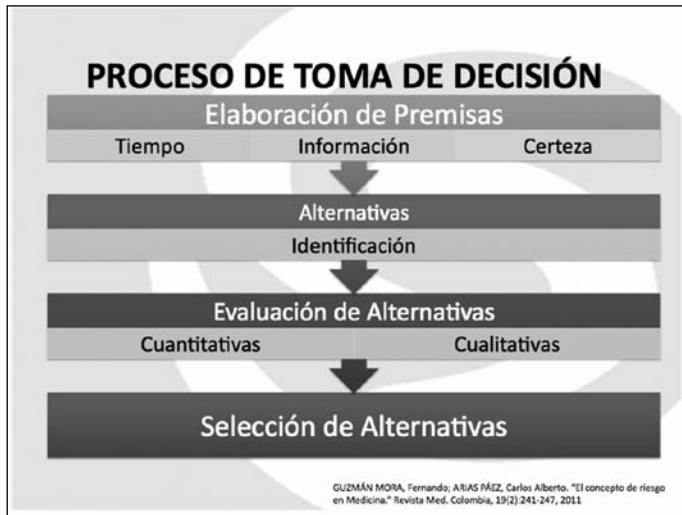 PROCESO DE TOMA DE DECISIÓN
Elaboración de Premisas
Tiempo Información Certeza
Alternativas
Identificación
Evaluación de Alternativas
Cuantitativas Cualitativas
Selección de Alternativas
GUZMÁN MORA, Fernando; ARIAS PÁEZ, Carlos Alberto. "El concepto de riesgo
en Medicina." Revista Med. Colombia, 19(2):241-247, 2011